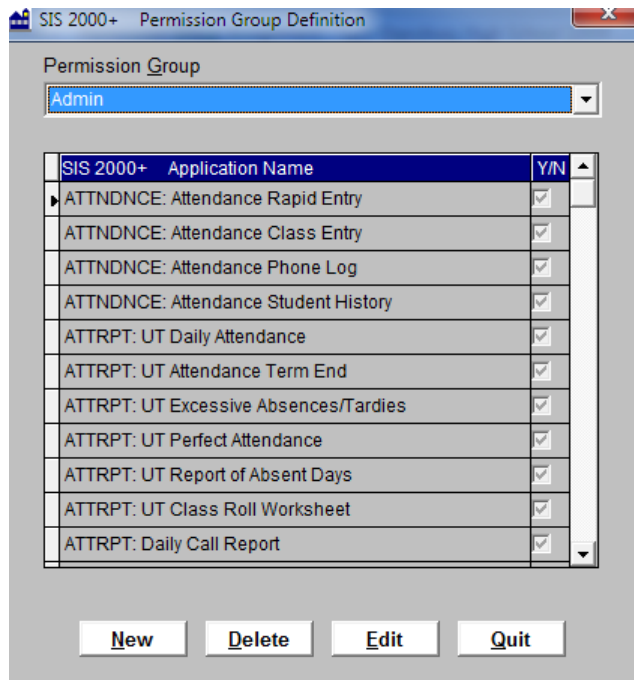 SIS 2000+ Permission Group Definition
Permission Group
Admin
SIS 2000+ Application Name Y/N
ATTNDNCE: Attendance Rapid Entry
ATTNDNCE: Attendance Class Entry
ATTNDNCE: Attendance Phone Log
ATTNDNCE: Attendance Student History
ATTRPT: UT Daily Attendance
ATTRPT: UT Attendance Term End
ATTRPT: UT Excessive Absences/Tardies
ATTRPT: UT Perfect Attendance
ATTRPT: UT Report of Absent Days
ATTRPT: UT Class Roll Worksheet
ATTRPT: Daily Call Report
New Delete Edit Quit